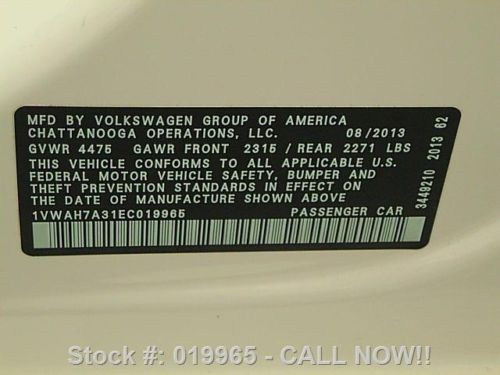 MFD BY VOLKSWAGEN GROUP OF AMERICA
CHATTANOOGA OPERATIONS, LLC. 08/2013
GVWR 4475 GAWR FRONT 2315 / REAR 2271 LBS
THIS VEHICLE CONFORMS TO ALL APPLICABLE U.S.
FEDERAL MOTOR VEHICLE SAFETY, BUMPER AND
THEFT PREVENTION STANDARDS IN EFFECT ON
THE DATE OF MANUFACTURE SHOWN ABOVE
1VWAH7A31EC019965 PASSENGER CAR
3449210 2013 62
Stock #: 019965 - CALL NOW!!